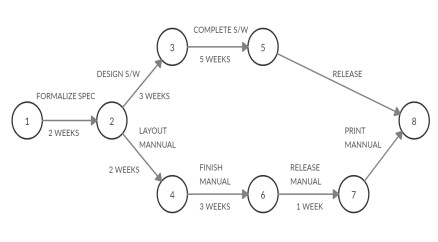 COMPLETE S/W
3
5
5 WEEKS
DESIGN S/W
RELEASE
3 WEEKS
FORMALIZE SPEC
1
2
8
2 WEEKS
LAYOUT
MANNUAL
PRINT
MANNUAL
2 WEEKS
FINISH
MANUAL
RELEASE
MANNUAL
4
6
7
3 WEEKS
1 WEEK